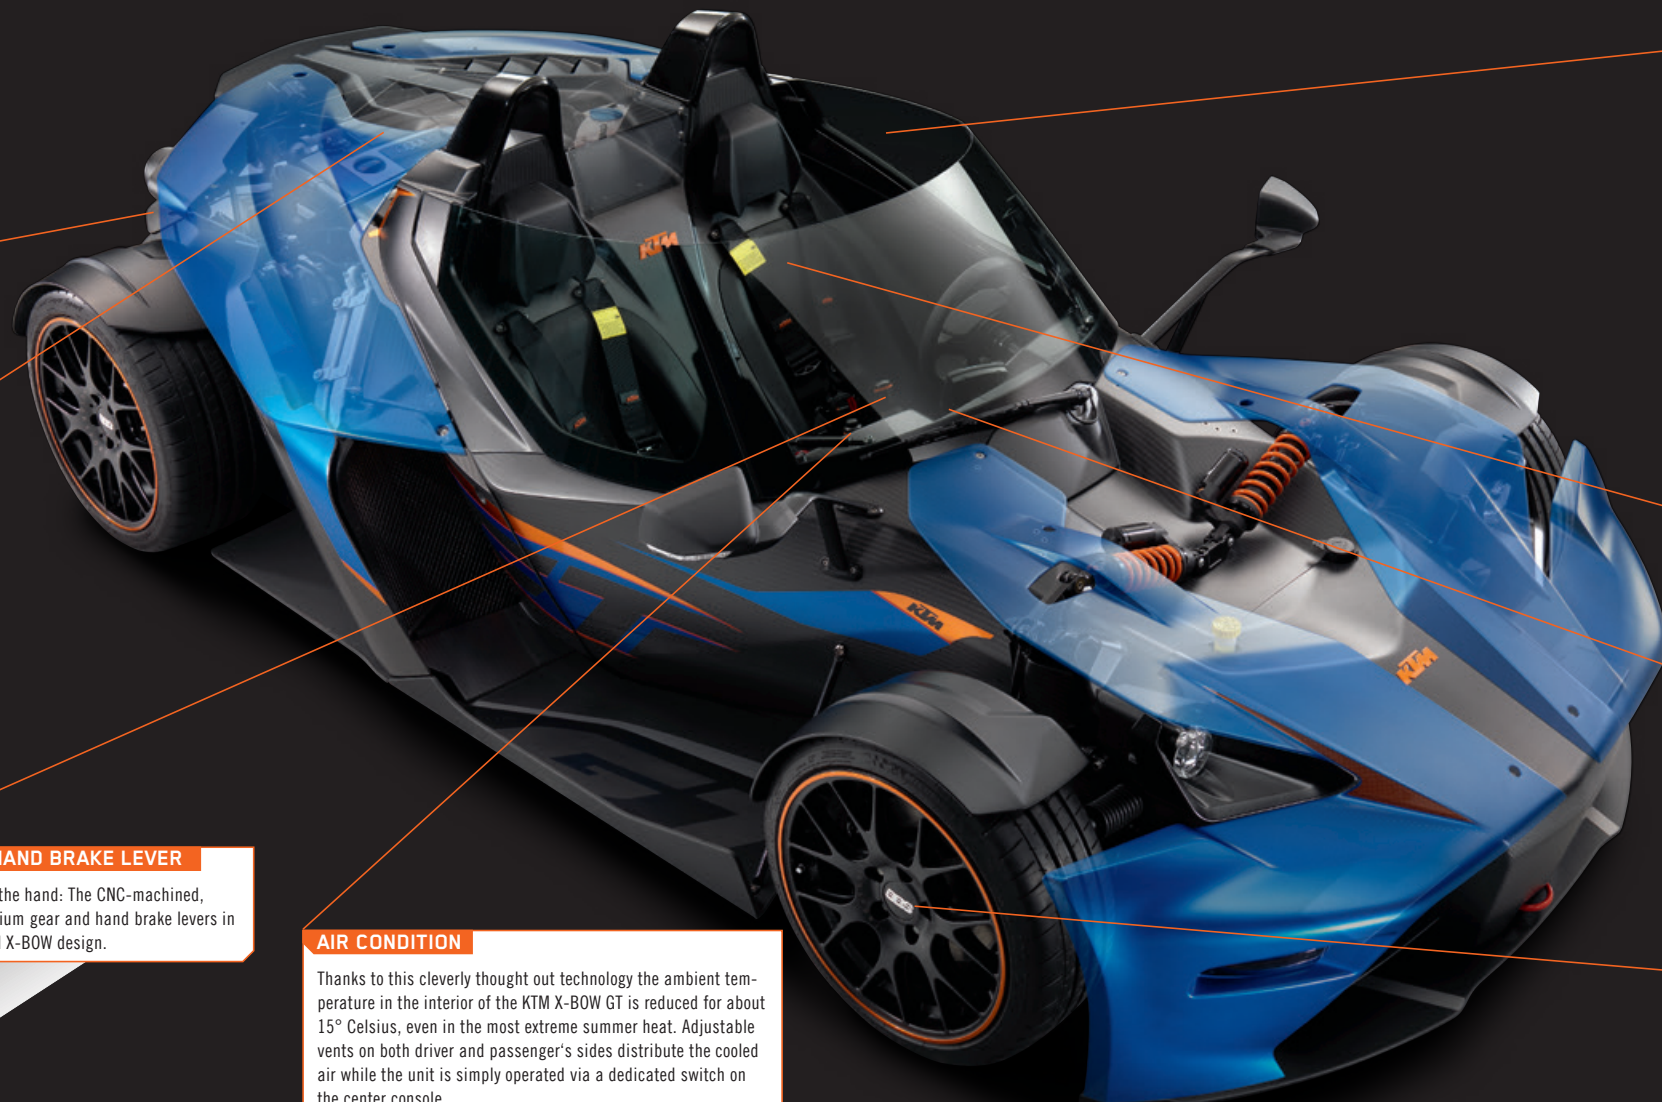 KTM
KTM
KTM
HAND BRAKE LEVER
the hand: The CNC-machined,
ium gear and hand brake levers in
X-BOW design.
AIR CONDITION
Thanks to this cleverly thought out technology the ambient tem-
perature in the interior of the KTM X-BOW GT is reduced for about
15° Celsius, even in the most extreme summer heat. Adjustable
vents on both driver and passenger‘s sides distribute the cooled
air while the unit is simply operated via a dedicated switch on
the center console.